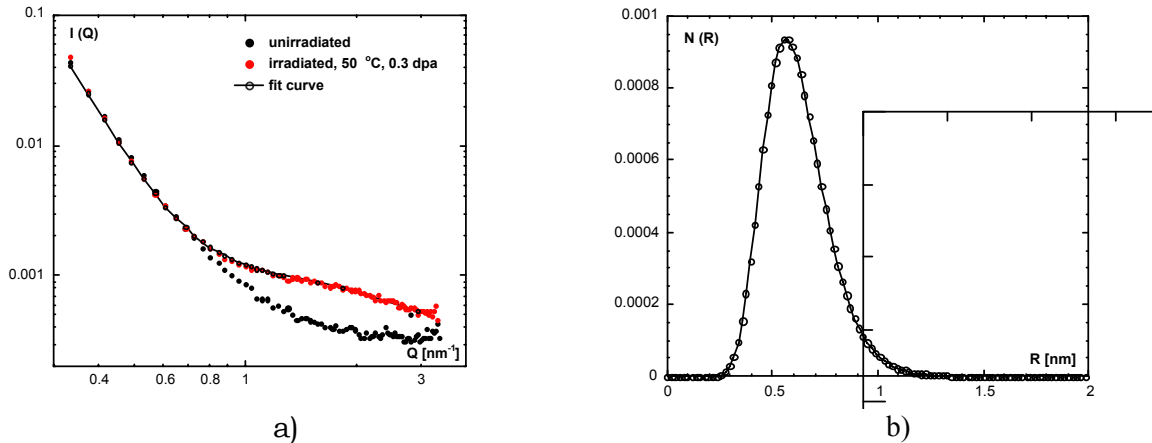 0.1
I (Q)
unirradiated
irradiated, 50 °C, 0.3 dpa
fit curve
0.01
0.001
Q [nm⁻¹]
0.4 0.6 0.8 1 3
a)
0.001
N (R)
0.0008
0.0006
0.0004
0.0002
R [nm]
0
0 0.5 1 1.5 2
b)